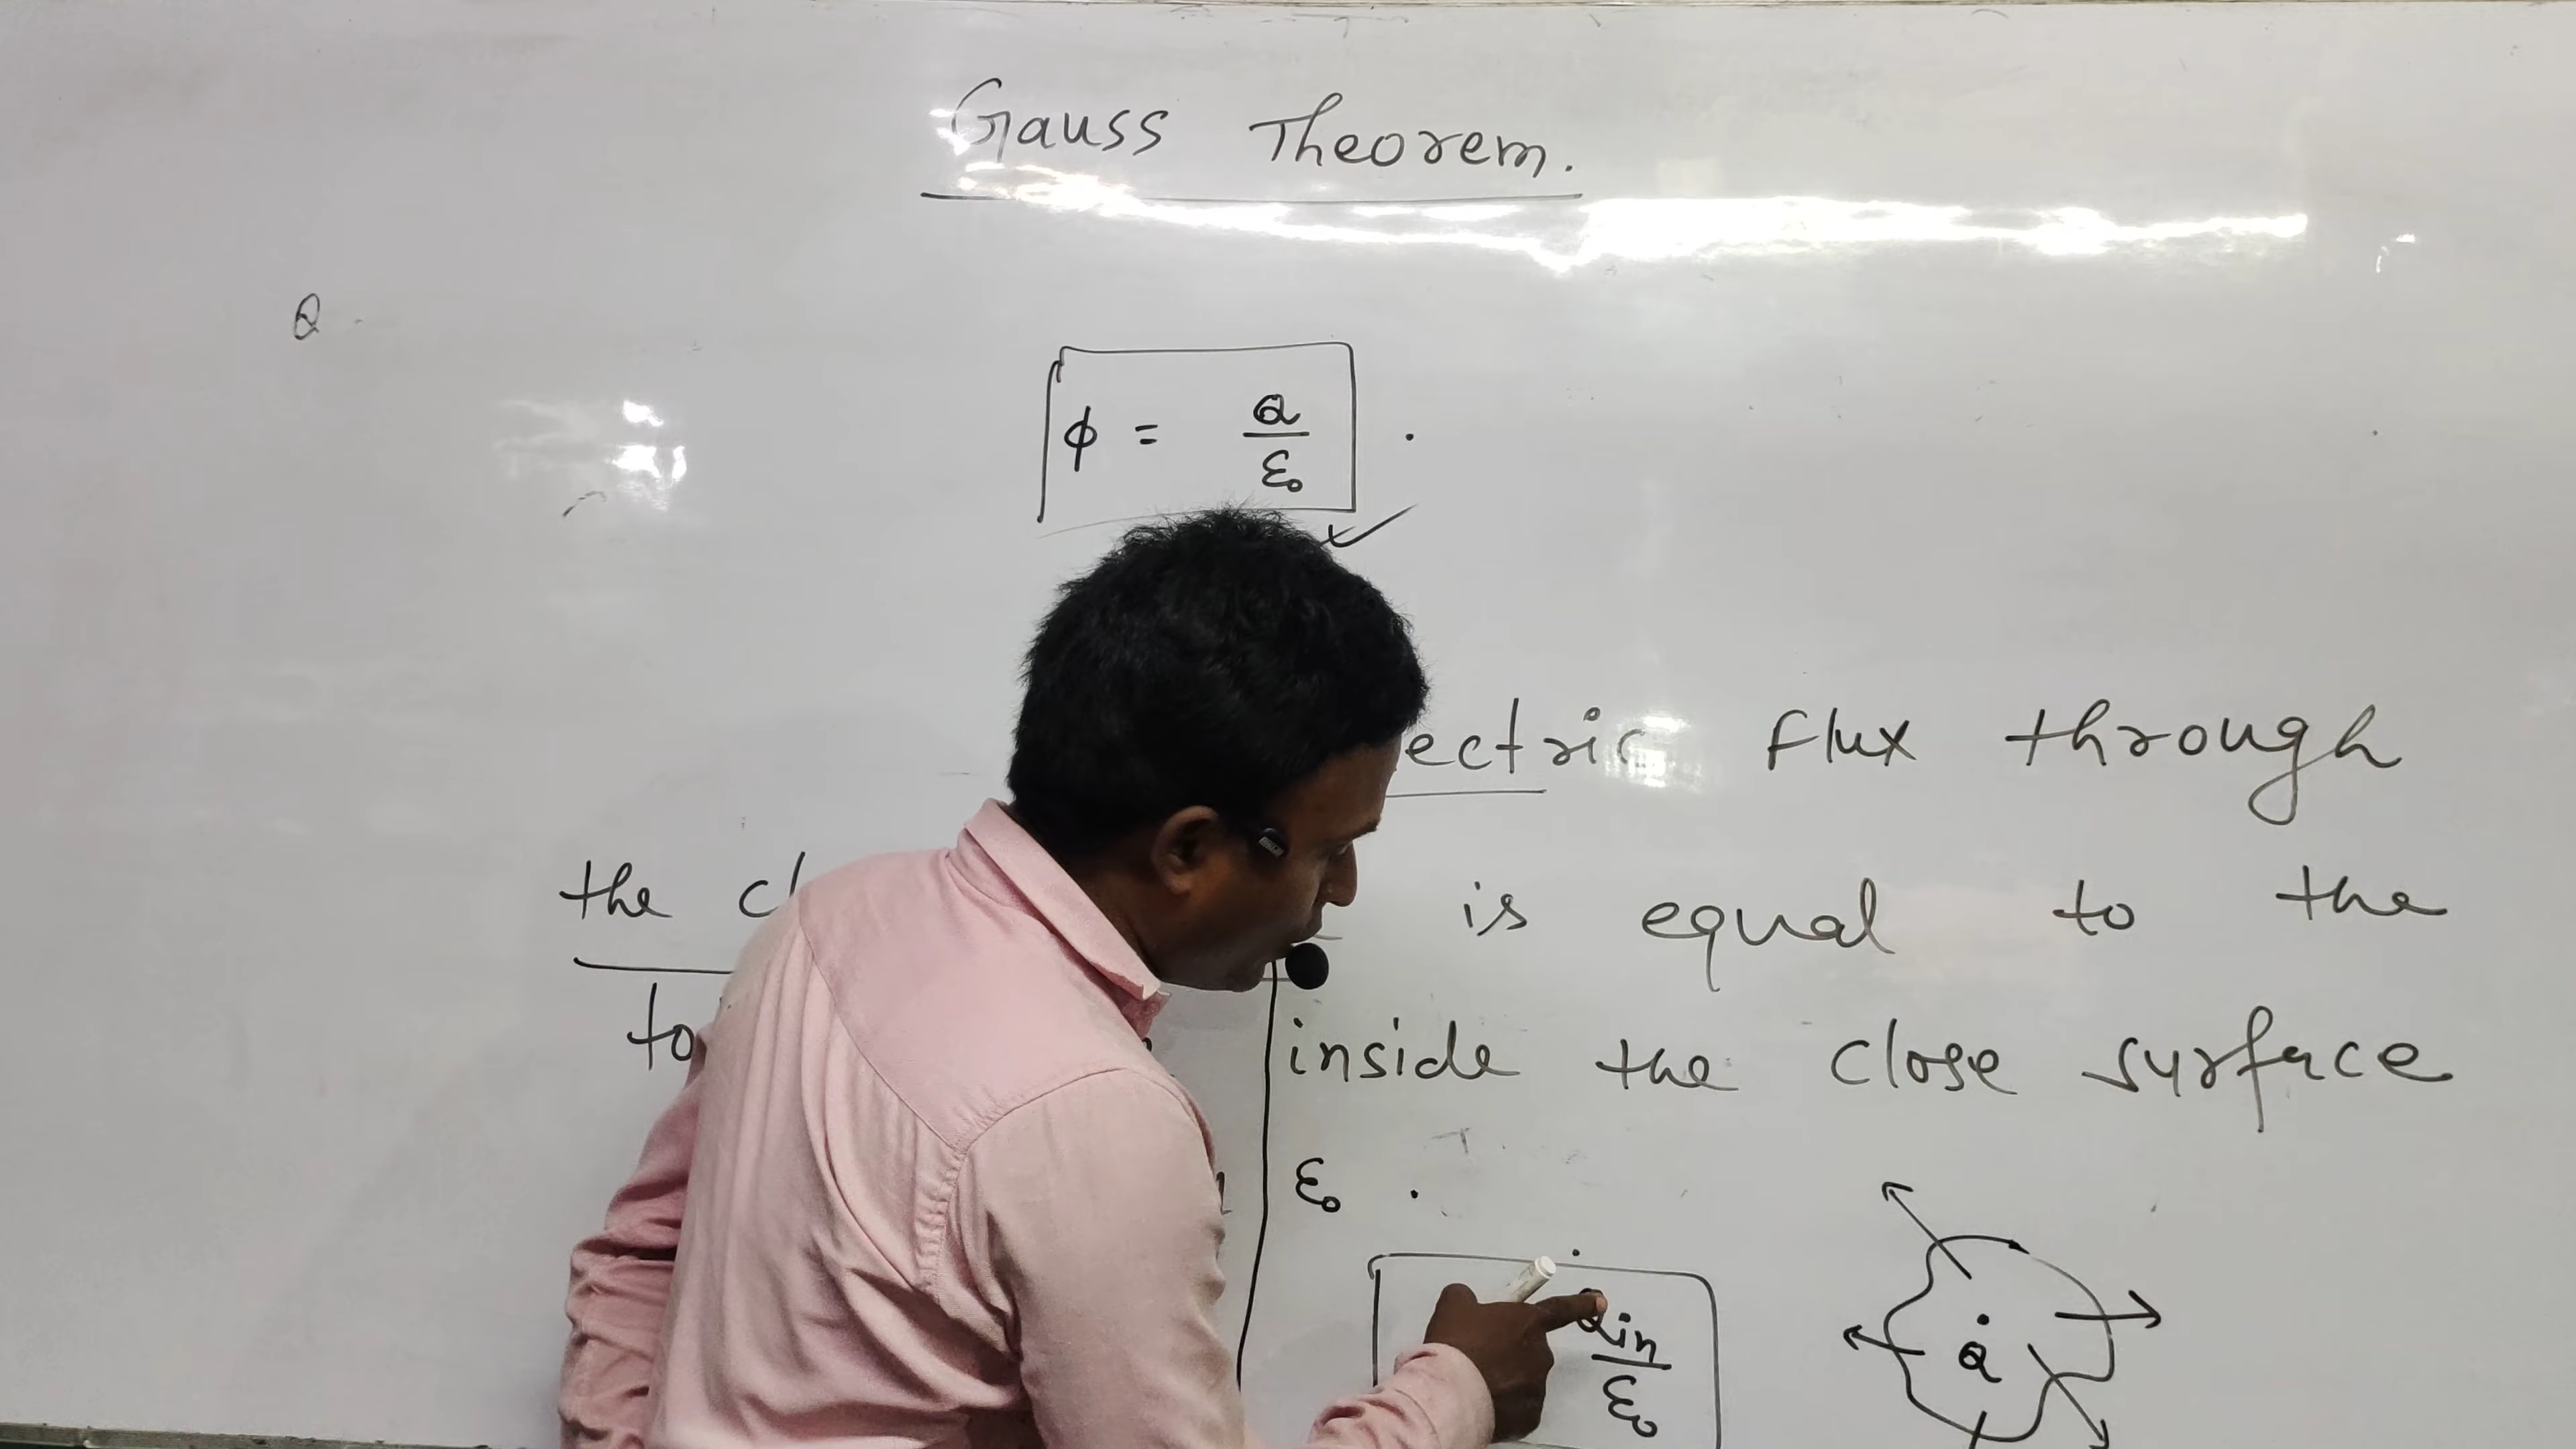 Gauss Theorem.
Q.
φ = Q/ε₀ .
ectric flux through
the cl is equal to the
to inside the close surface
ε₀ .
Qin/ε₀
Q